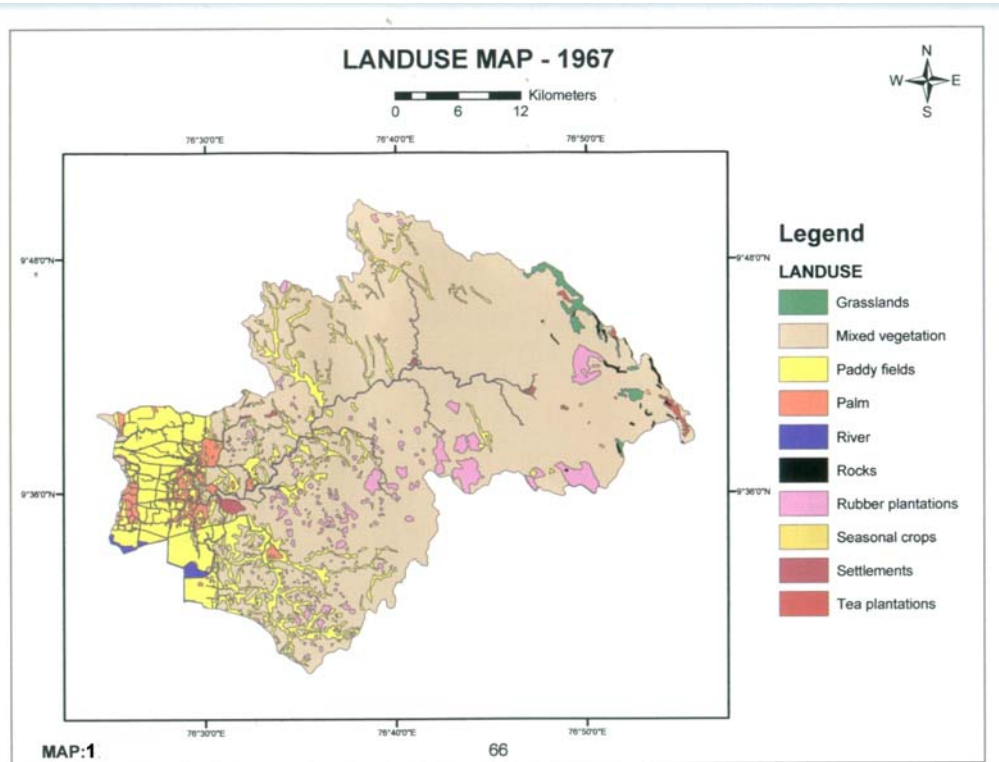 LANDUSE MAP - 1967
N
W E
S
Kilometers
0 6 12
76°30'0"E 76°40'0"E 76°50'0"E
9°48'0"N 9°48'0"N
9°36'0"N 9°36'0"N
76°30'0"E 76°40'0"E 76°50'0"E
Legend
LANDUSE
Grasslands
Mixed vegetation
Paddy fields
Palm
River
Rocks
Rubber plantations
Seasonal crops
Settlements
Tea plantations
MAP:1
66